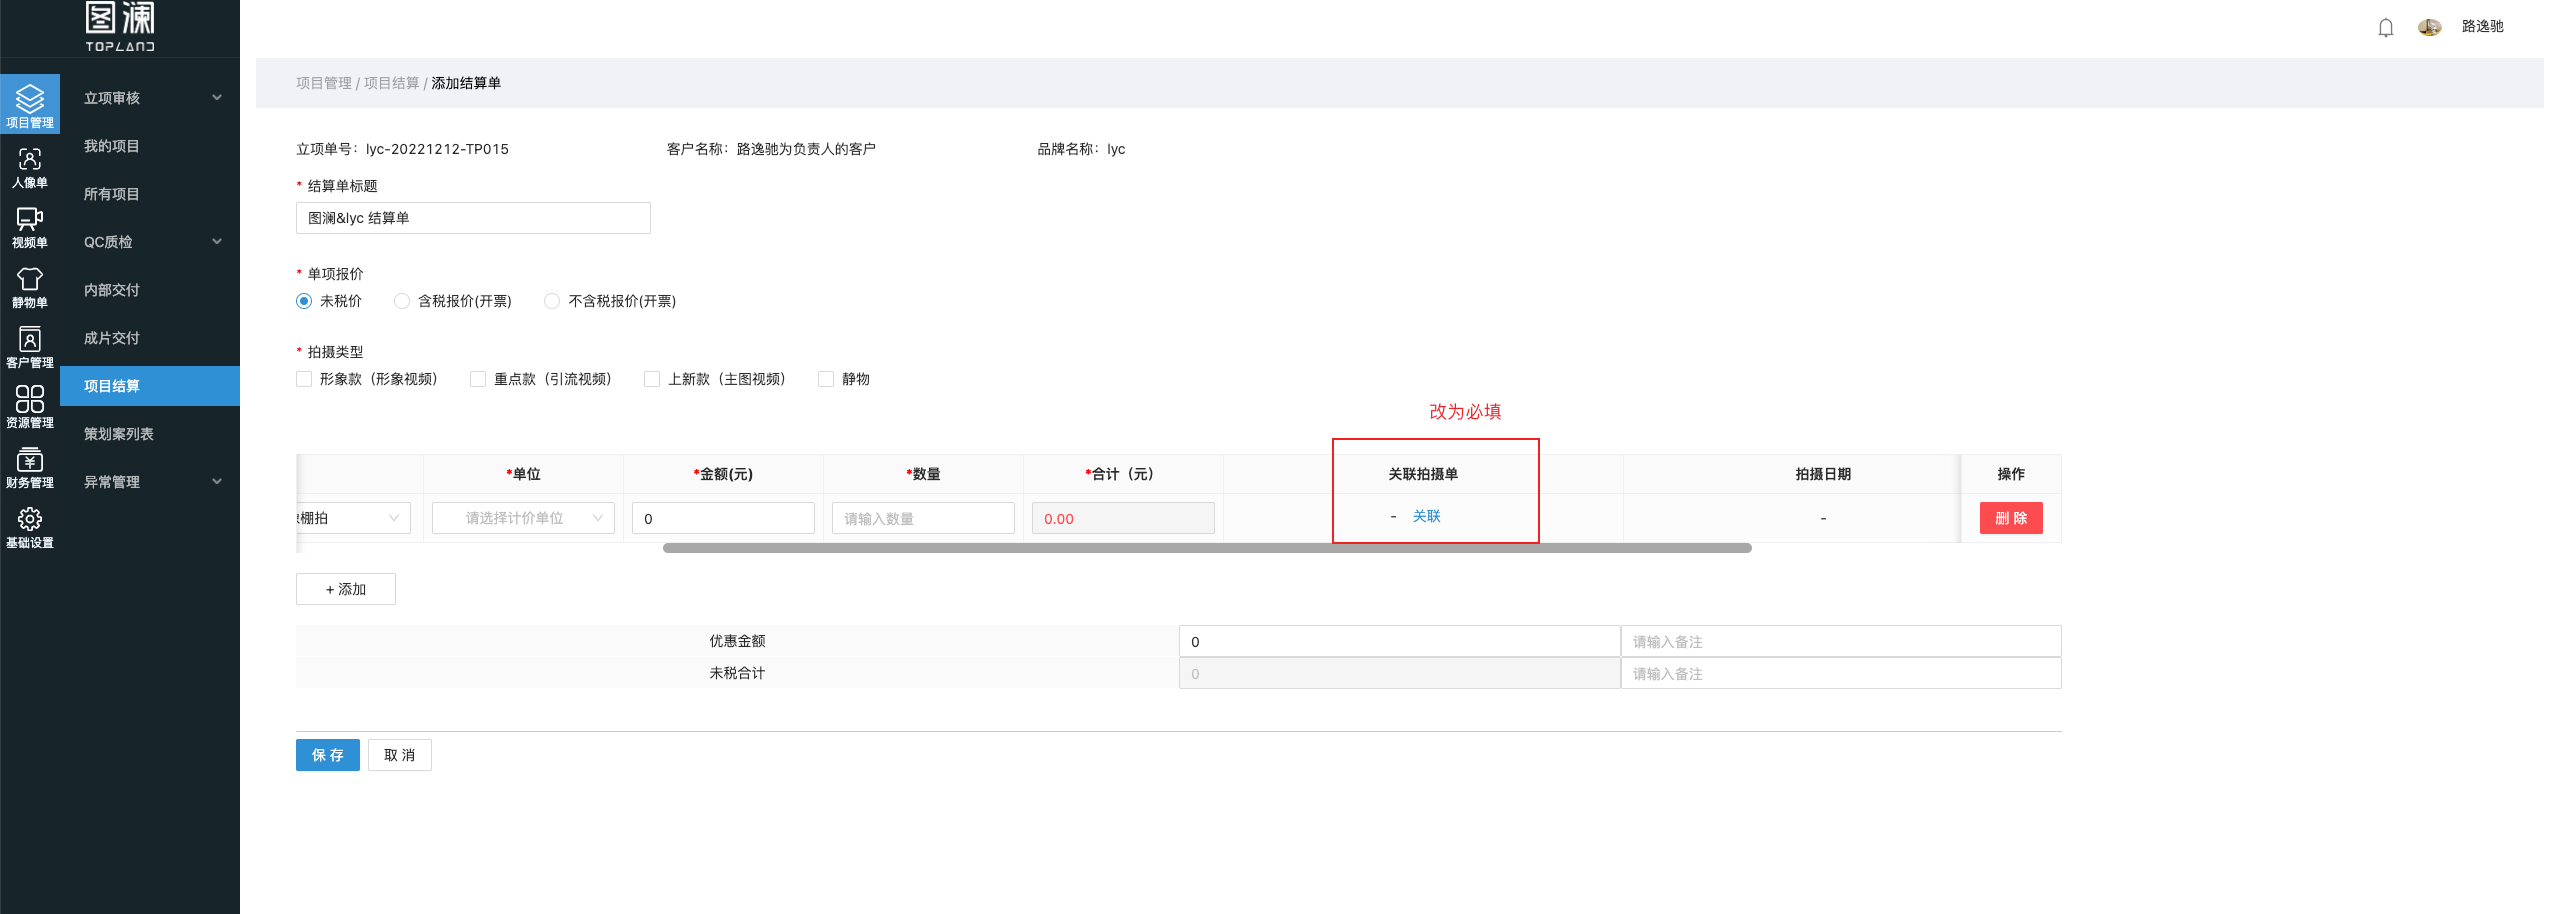 图澜
TOPLAND
路逸驰
项目管理
人像单
视频单
静物单
客户管理
资源管理
财务管理
基础设置
立项审核
我的项目
所有项目
QC质检
内部交付
成片交付
项目结算
策划案列表
异常管理
项目管理 / 项目结算 / 添加结算单
立项单号：lyc-20221212-TP015 客户名称：路逸驰为负责人的客户 品牌名称：lyc
* 结算单标题
图澜&lyc 结算单
* 单项报价
未税价 含税报价(开票) 不含税报价(开票)
* 拍摄类型
形象款（形象视频） 重点款（引流视频） 上新款（主图视频） 静物
改为必填
*单位 *金额(元) *数量 *合计（元） 关联拍摄单 拍摄日期 操作
棚拍 请选择计价单位 0 请输入数量 0.00 - 关联 - 删 除
+ 添加
优惠金额 0 请输入备注
未税合计 0 请输入备注
保 存 取 消